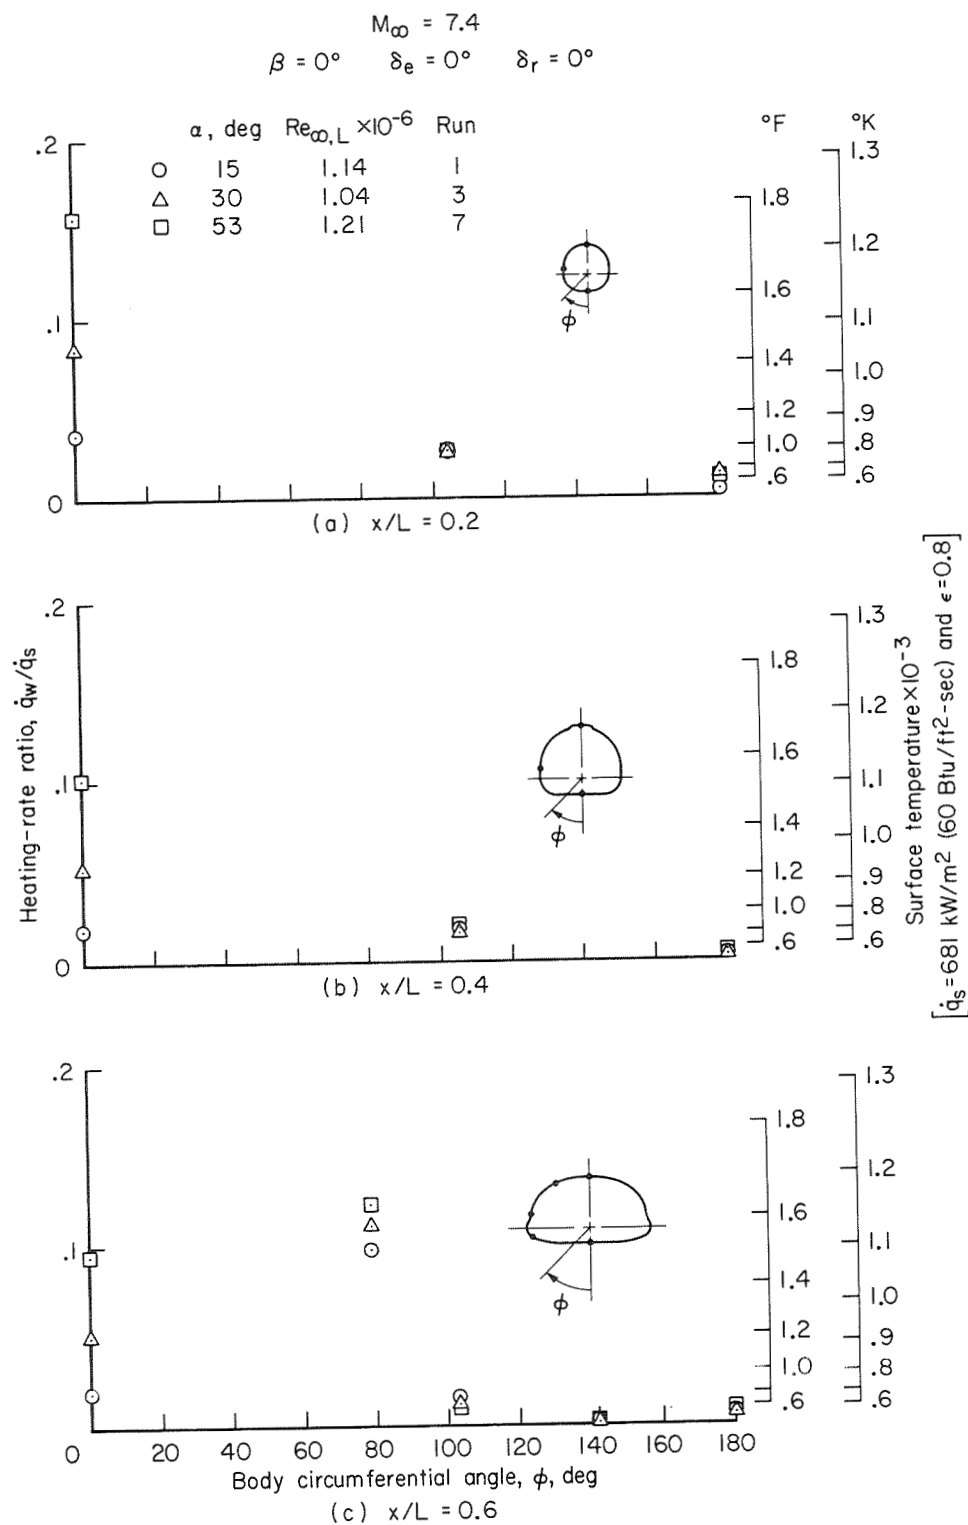 M∞ = 7.4
β = 0° δe = 0° δr = 0°
α, deg Re∞,L ×10-6 Run
15 1.14 1
30 1.04 3
53 1.21 7
°F °K
.2
.1
0
1.8
1.6
1.4
1.2
1.0
.6
1.3
1.2
1.1
1.0
.9
.8
.6
ϕ
(a) x/L = 0.2
.2
.1
0
1.8
1.6
1.4
1.2
1.0
.6
1.3
1.2
1.1
1.0
.9
.8
.6
ϕ
(b) x/L = 0.4
Heating-rate ratio, q̇w/q̇s
Surface temperature×10-3
[q̇s=681 kW/m2 (60 Btu/ft2-sec) and ϵ=0.8]
.2
.1
1.8
1.6
1.4
1.2
1.0
.6
1.3
1.2
1.1
1.0
.9
.8
.6
ϕ
0 20 40 60 80 100 120 140 160 180
Body circumferential angle, ϕ, deg
(c) x/L = 0.6